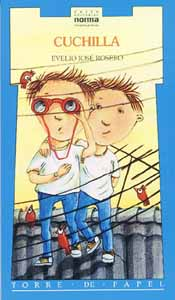 norma
CUCHILLA
EVELIO JOSÉ ROSERO
TORRE · DE · PAPEL